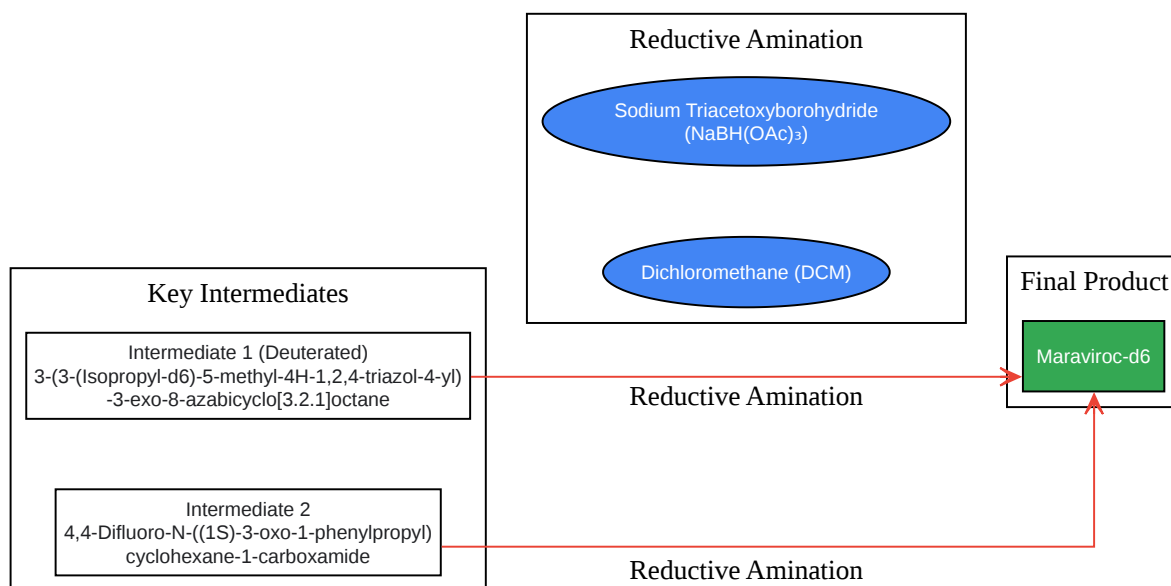 Reductive Amination
Sodium Triacetoxyborohydride
(NaBH(OAc)₃)
Dichloromethane (DCM)
Key Intermediates
Intermediate 1 (Deuterated)
3-(3-(Isopropyl-d6)-5-methyl-4H-1,2,4-triazol-4-yl)
-3-exo-8-azabicyclo[3.2.1]octane
Intermediate 2
4,4-Difluoro-N-((1S)-3-oxo-1-phenylpropyl)
cyclohexane-1-carboxamide
Reductive Amination
Reductive Amination
Final Product
Maraviroc-d6